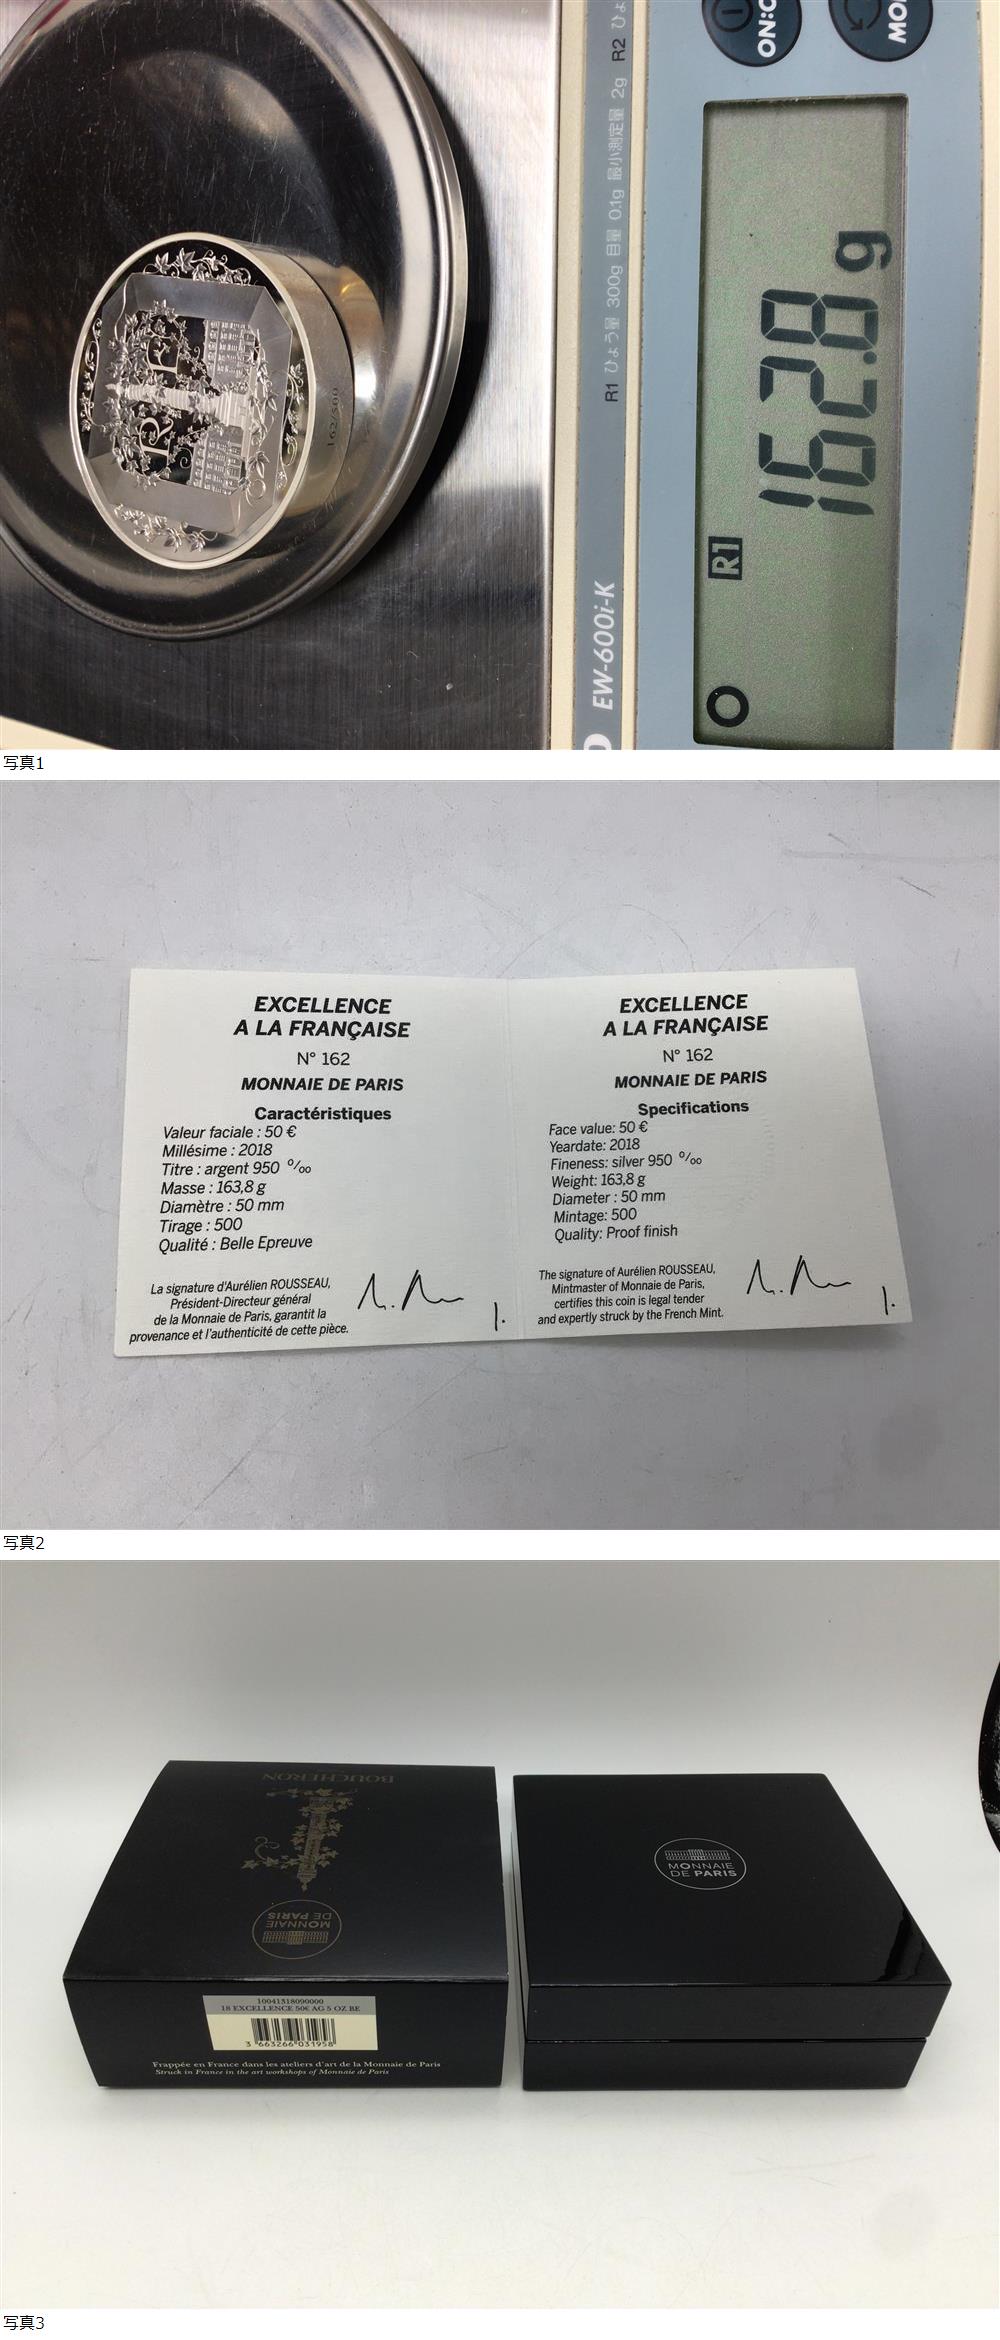 ON:O
MO
R1 ひょう量 300g 目量 0.1g 最小測定量 2g R2 ひょ
EW-600i-K
R1
162.8 g
R F
162/500
写真1
EXCELLENCE
A LA FRANÇAISE
N° 162
MONNAIE DE PARIS
Caractéristiques
Valeur faciale : 50 €
Millésime : 2018
Titre : argent 950 °/°°
Masse : 163,8 g
Diamètre : 50 mm
Tirage : 500
Qualité : Belle Epreuve
La signature d'Aurélien ROUSSEAU,
Président-Directeur général
de la Monnaie de Paris, garantit la
provenance et l'authenticité de cette pièce.
EXCELLENCE
A LA FRANÇAISE
N° 162
MONNAIE DE PARIS
Specifications
Face value: 50 €
Yeardate: 2018
Fineness: silver 950 °/°°
Weight: 163,8 g
Diameter : 50 mm
Mintage: 500
Quality: Proof finish
The signature of Aurélien ROUSSEAU,
Mintmaster of Monnaie de Paris,
certifies this coin is legal tender
and expertly struck by the French Mint.
写真2
BOUCHERON
MONNAIE
DE PARIS
10041318090000
18 EXCELLENCE 50€ AG 5 OZ BE
3 663266 031958
Frappée en France dans les ateliers d'art de la Monnaie de Paris
Struck in France in the art workshops of Monnaie de Paris
MONNAIE
DE PARIS
写真3